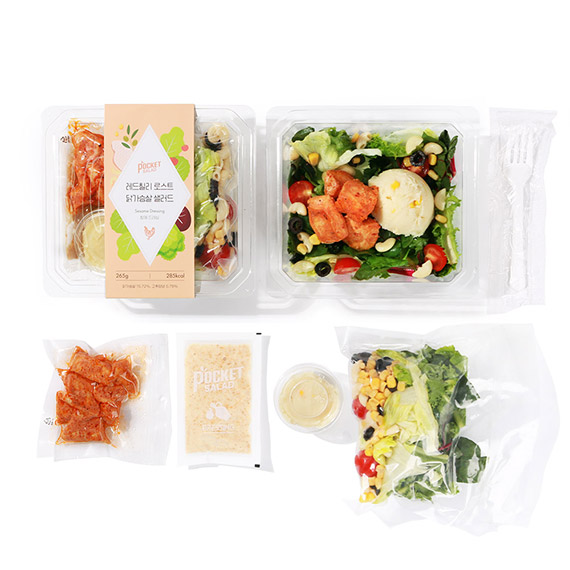 POCKET
SALAD
레드칠리 로스트
닭가슴살 샐러드
Sesame Dressing
265g | 285kcal
POCKET
SALAD